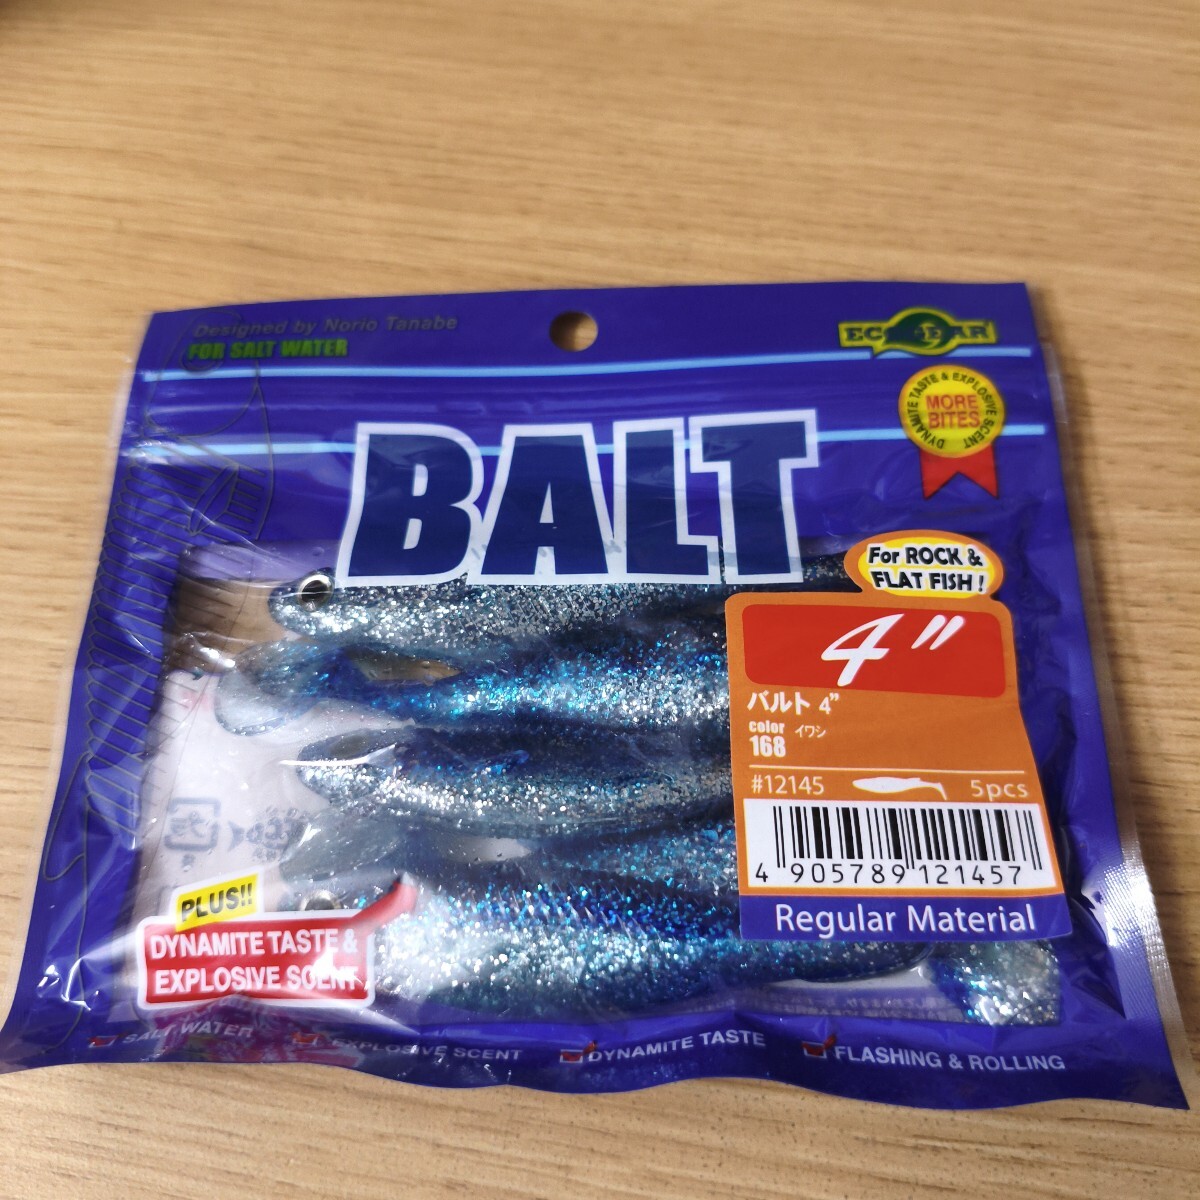 Designed by Norio Tanabe
FOR SALT WATER
ECOGEAR
DYNAMITE TASTE & EXPLOSIVE SCENT
MORE
BITES
BALT
For ROCK &
FLAT FISH!
4"
バルト 4"
color イワシ
168
#12145 5pcs
4 905789 121457
Regular Material
PLUS!!
DYNAMITE TASTE &
EXPLOSIVE SCENT
SALT WATER EXPLOSIVE SCENT DYNAMITE TASTE FLASHING & ROLLING